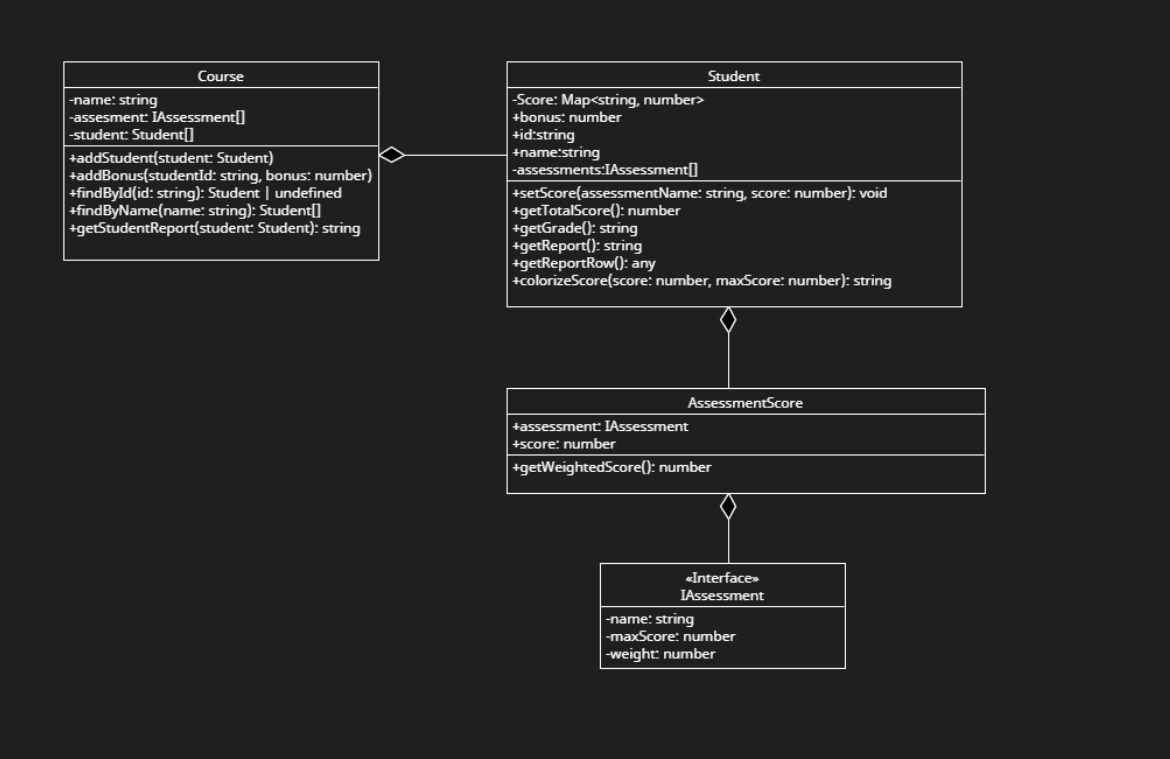 Course
-name: string
-assesment: IAssessment[]
-student: Student[]
+addStudent(student: Student)
+addBonus(studentId: string, bonus: number)
+findById(id: string): Student | undefined
+findByName(name: string): Student[]
+getStudentReport(student: Student): string
Student
-Score: Map<string, number>
+bonus: number
+id:string
+name:string
-assessments:IAssessment[]
+setScore(assessmentName: string, score: number): void
+getTotalScore(): number
+getGrade(): string
+getReport(): string
+getReportRow(): any
+colorizeScore(score: number, maxScore: number): string
AssessmentScore
+assessment: IAssessment
+score: number
+getWeightedScore(): number
«Interface»
IAssessment
-name: string
-maxScore: number
-weight: number